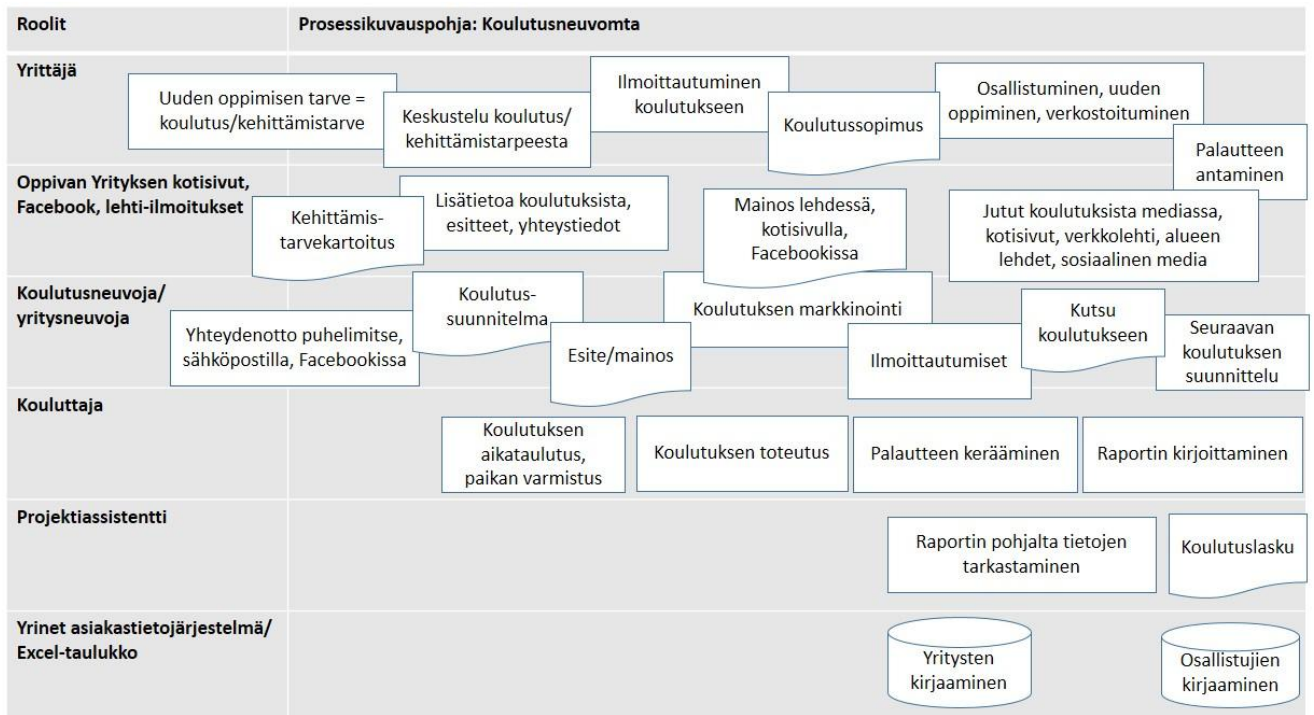 Roolit
Prosessikuvauspohja: Koulutusneuvomta
Yrittäjä
Uuden oppimisen tarve =
koulutus/kehittämistarve
Keskustelu koulutus/
kehittämistarpeesta
Ilmoittautuminen
koulutukseen
Koulutussopimus
Osallistuminen, uuden
oppiminen, verkostoituminen
Palautteen
antaminen
Oppivan Yrityksen kotisivut,
Facebook, lehti-ilmoitukset
Kehittämis-
tarvekartoitus
Lisätietoa koulutuksista,
esitteet, yhteystiedot
Mainos lehdessä,
kotisivulla,
Facebookissa
Jutut koulutuksista mediassa,
kotisivut, verkkolehti, alueen
lehdet, sosiaalinen media
Koulutusneuvoja/
yritysneuvoja
Yhteydenotto puhelimitse,
sähköpostilla, Facebookissa
Koulutus-
suunnitelma
Esite/mainos
Koulutuksen markkinointi
Ilmoittautumiset
Kutsu
koulutukseen
Seuraavan
koulutuksen
suunnittelu
Kouluttaja
Koulutuksen
aikataulutus,
paikan varmistus
Koulutuksen toteutus
Palautteen kerääminen
Raportin kirjoittaminen
Projektiassistentti
Raportin pohjalta tietojen
tarkastaminen
Koulutuslasku
Yrinet asiakastietojärjestelmä/
Excel-taulukko
Yritysten
kirjaaminen
Osallistujien
kirjaaminen